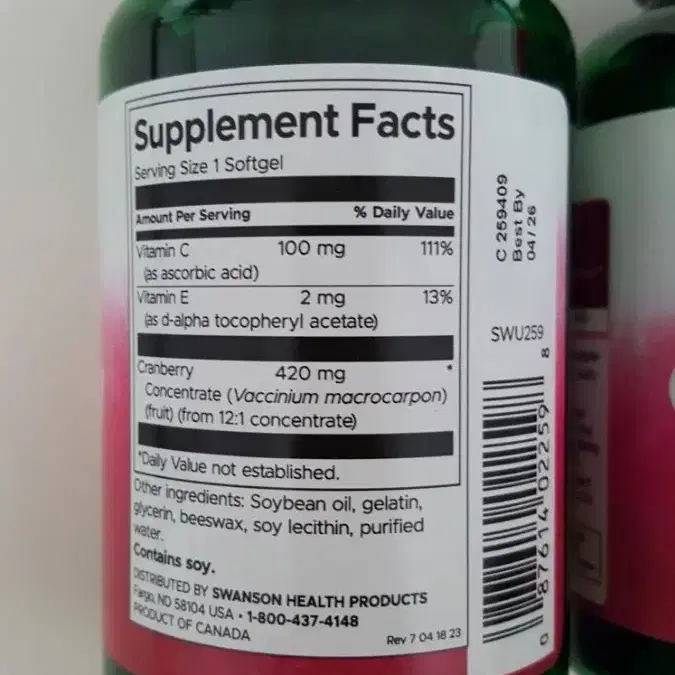 Supplement Facts
Serving Size 1 Softgel
Amount Per Serving % Daily Value
Vitamin C 100 mg 111%
(as ascorbic acid)
Vitamin E 2 mg 13%
(as d-alpha tocopheryl acetate)
Cranberry 420 mg *
Concentrate (Vaccinium macrocarpon)
(fruit) (from 12:1 concentrate)
*Daily Value not established.
Other ingredients: Soybean oil, gelatin,
glycerin, beeswax, soy lecithin, purified
water.
Contains soy.
DISTRIBUTED BY SWANSON HEALTH PRODUCTS
Fargo, ND 58104 USA • 1-800-437-4148
PRODUCT OF CANADA
Rev 7 04 18 23
C 259409
Best By
04/26
SWU259
0 87614 02259 8